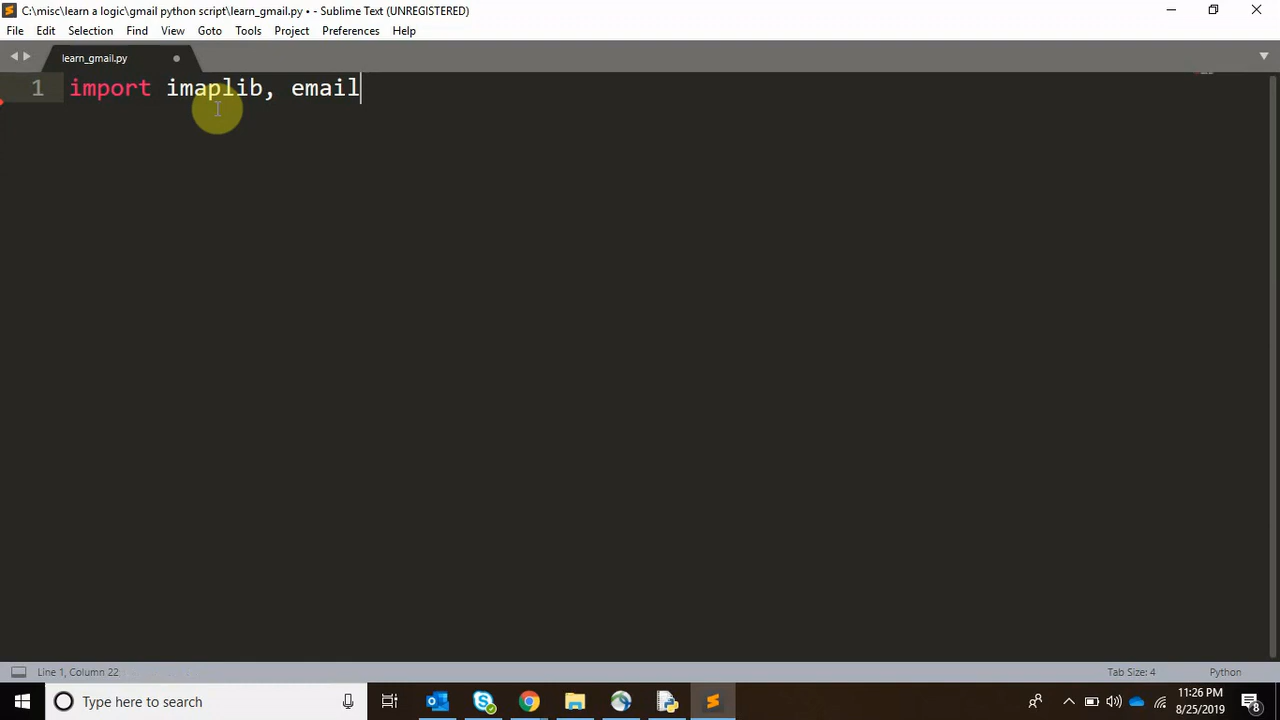 C:\misc\learn a logic\gmail python script\learn_gmail.py • - Sublime Text (UNREGISTERED)
File Edit Selection Find View Goto Tools Project Preferences Help
learn_gmail.py
1 import imaplib, email
Line 1, Column 22
Tab Size: 4
Python
Type here to search
11:26 PM
8/25/2019
8